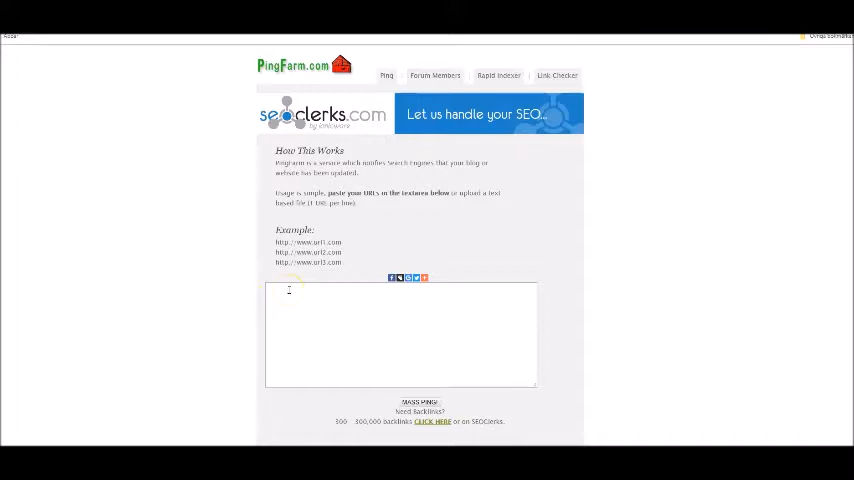 PingFarm.com
Ping
Forum Members
Rapid Indexer
Link Checker
seoclerks.com
by ionicware
Let us handle your SEO...
How This Works
PingFarm is a service which notifies Search Engines that your blog or
website has been updated.
Usage is simple, paste your URLs in the textarea below or upload a text
based file (1 URL per line).
Example:
http://www.url1.com
http://www.url2.com
http://www.url3.com
MASS PING!
Need Backlinks?
300 - 300,000 backlinks CLICK HERE or on SEOClerks.